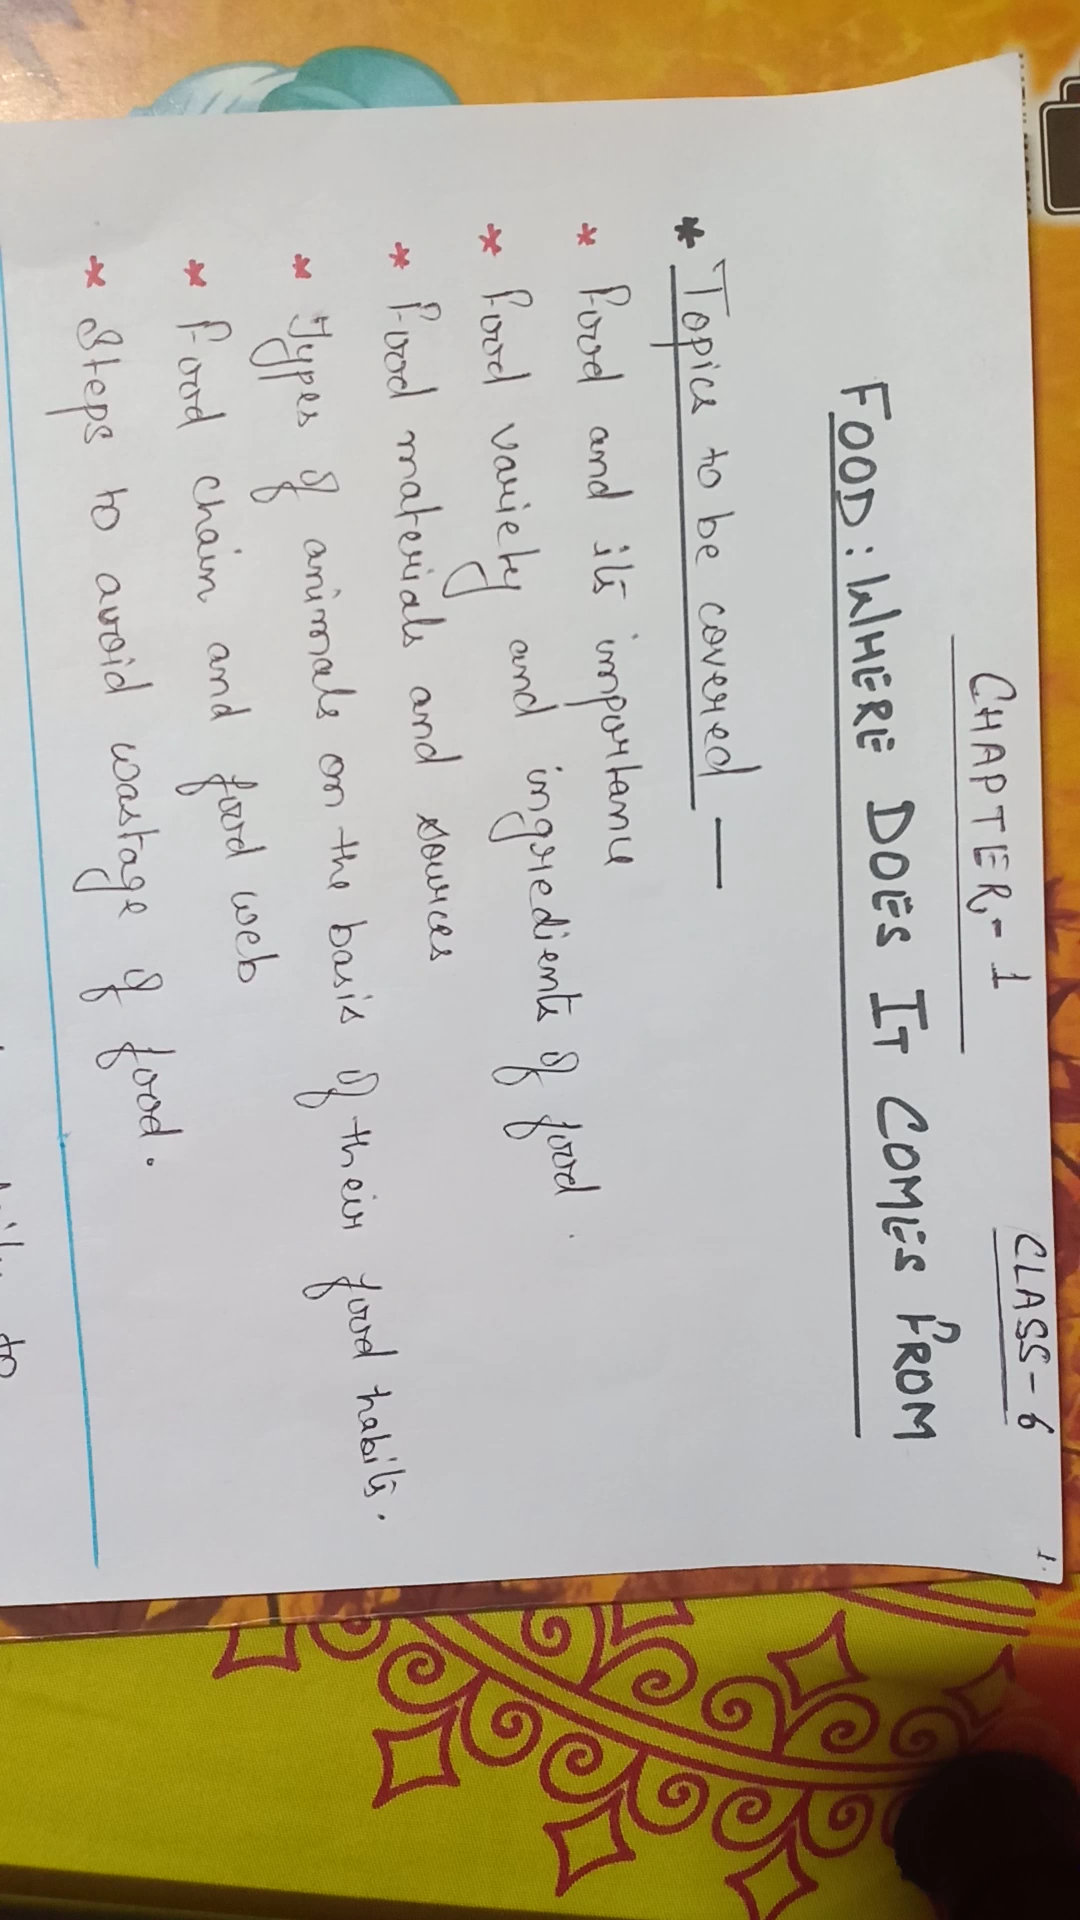 1.
CLASS-6
CHAPTER-1
FOOD: WHERE DOES IT COMES FROM
* Topics to be covered —
* Food and its importance
* Food variety and ingredients of food.
* Food materials and sources
* Types of animals on the basis of their food habits.
* Food chain and food web
* Steps to avoid wastage of food.
to